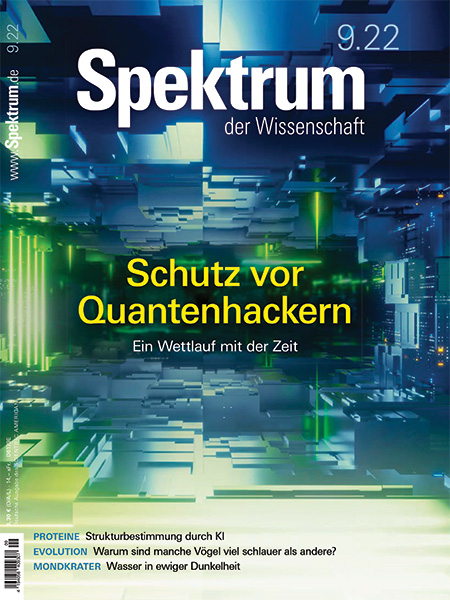 9.22
Spektrum
der Wissenschaft
www.Spektrum.de 9.22
Schutz vor
Quantenhackern
Ein Wettlauf mit der Zeit
PROTEINE Strukturbestimmung durch KI
EVOLUTION Warum sind manche Vögel viel schlauer als andere?
MONDKRATER Wasser in ewiger Dunkelheit